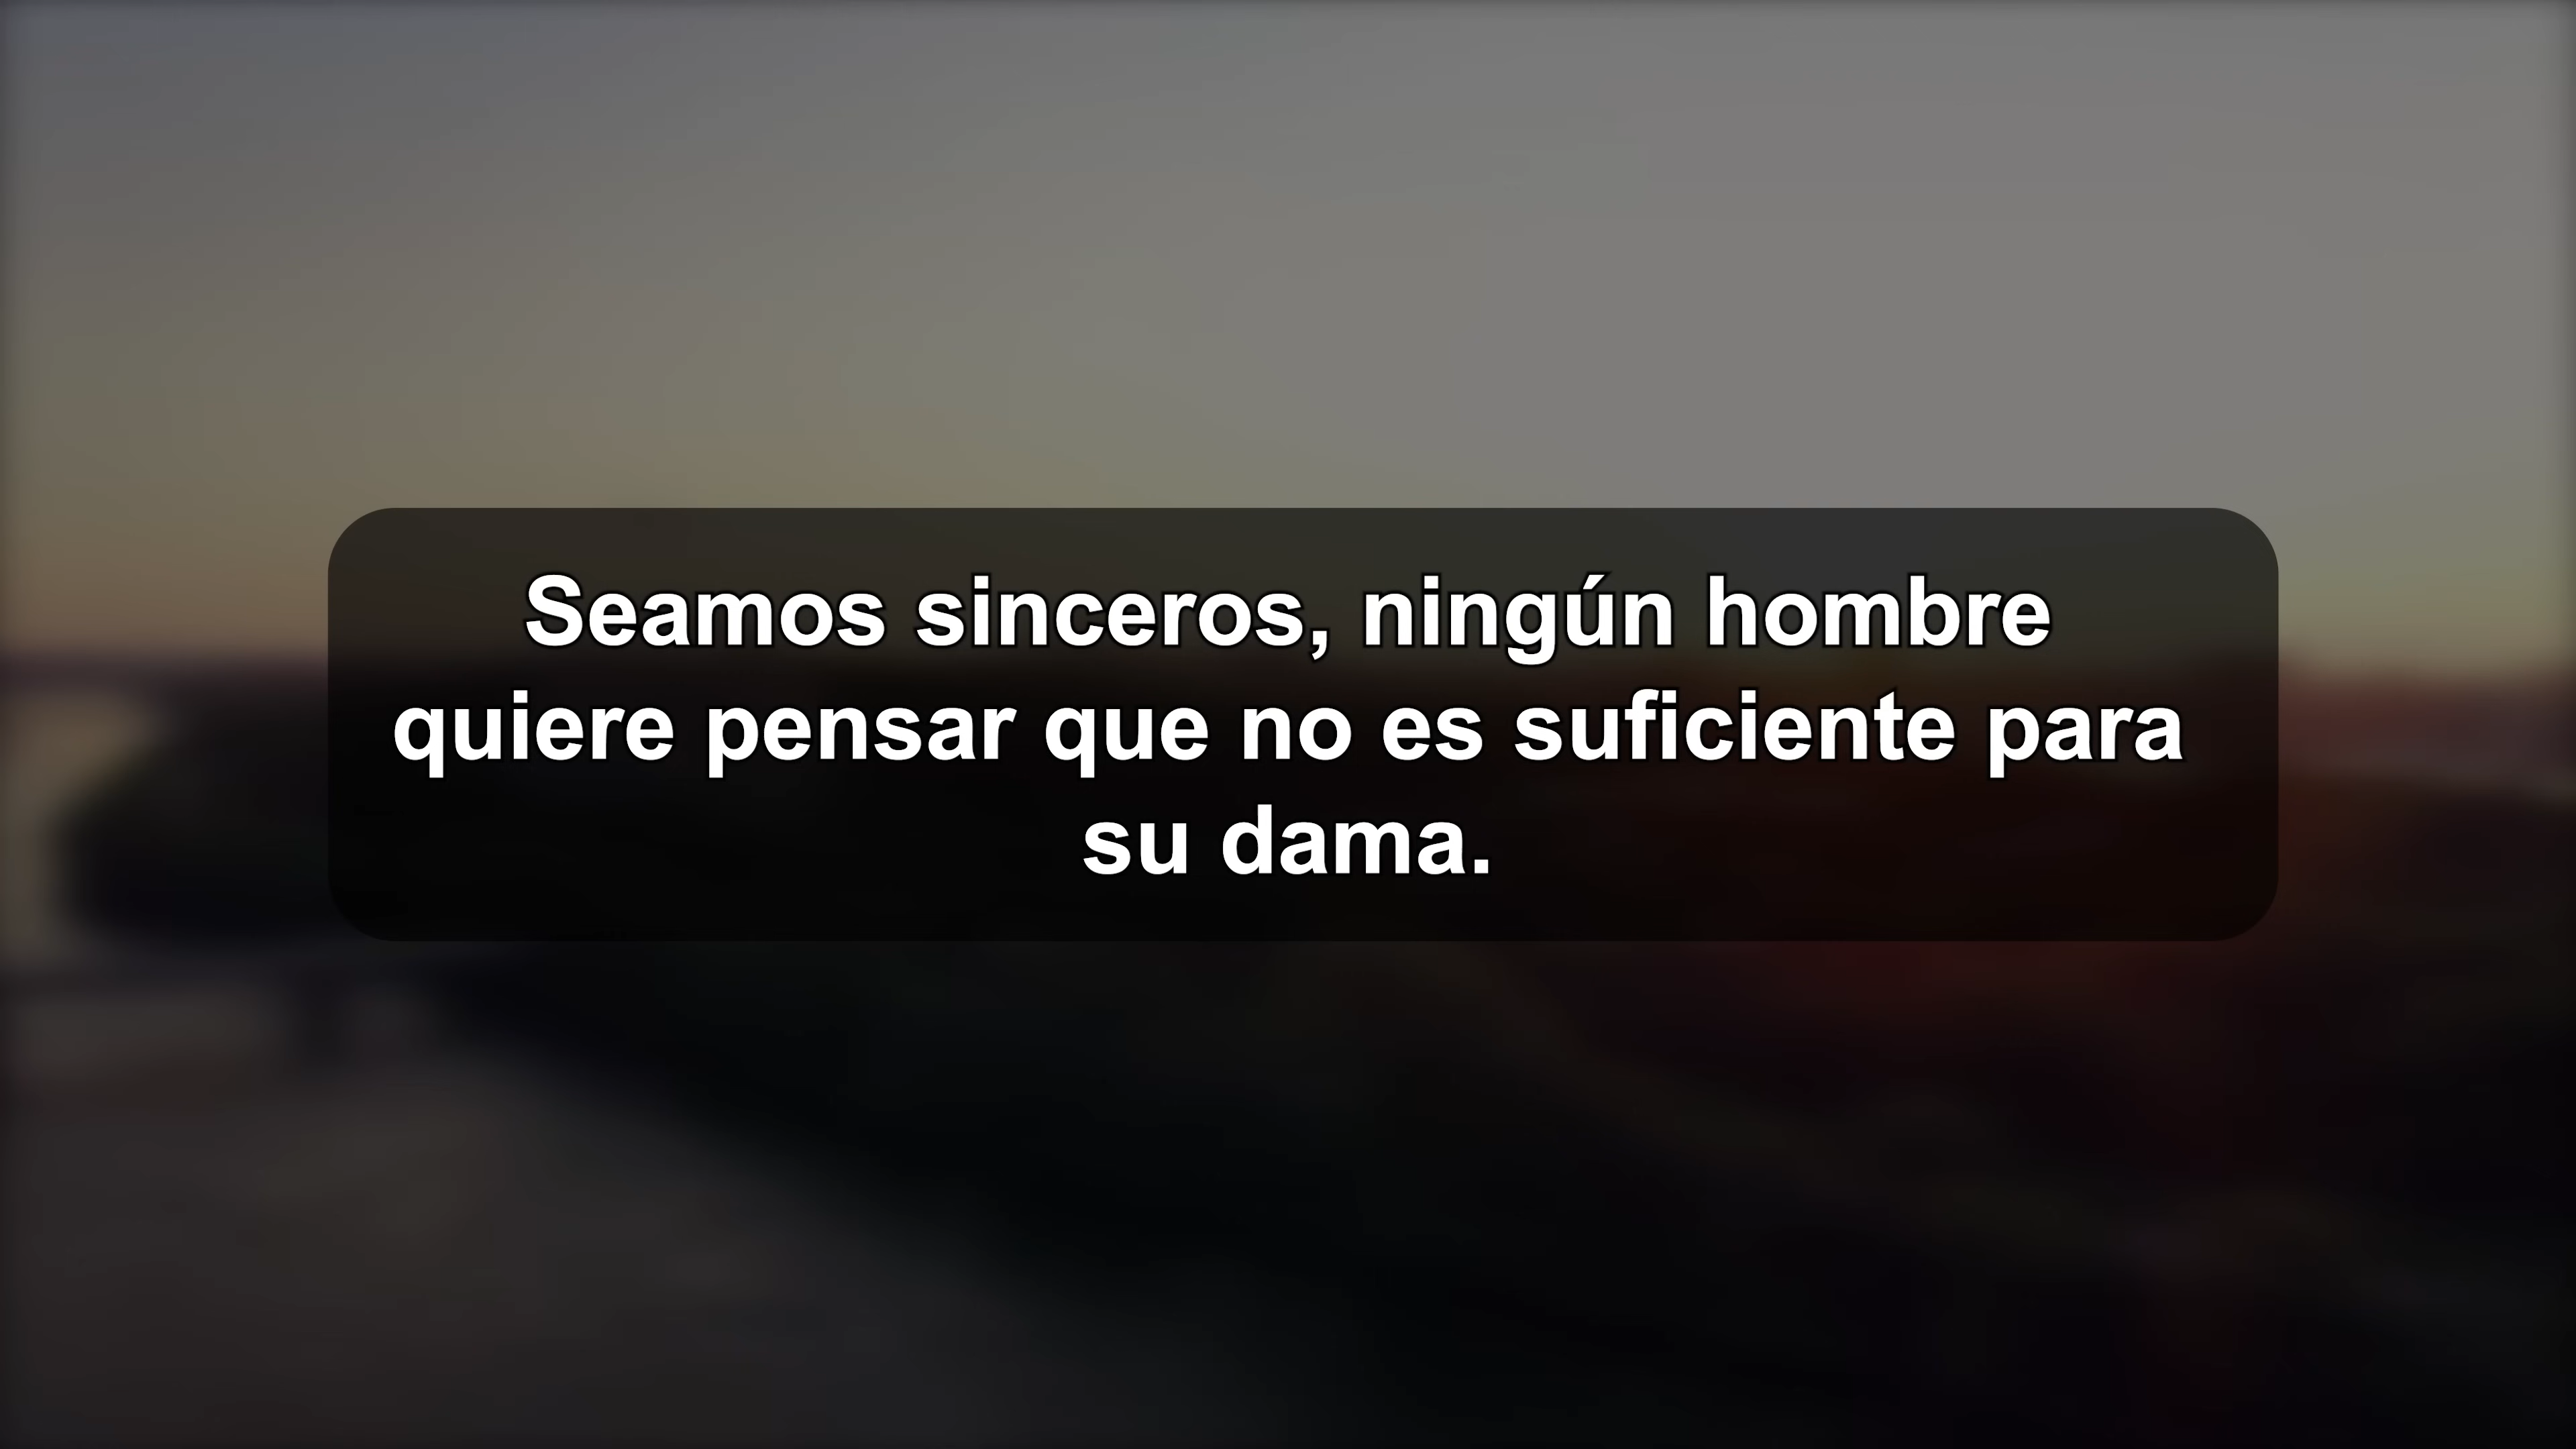 Seamos sinceros, ningún hombre
quiere pensar que no es suficiente para
su dama.